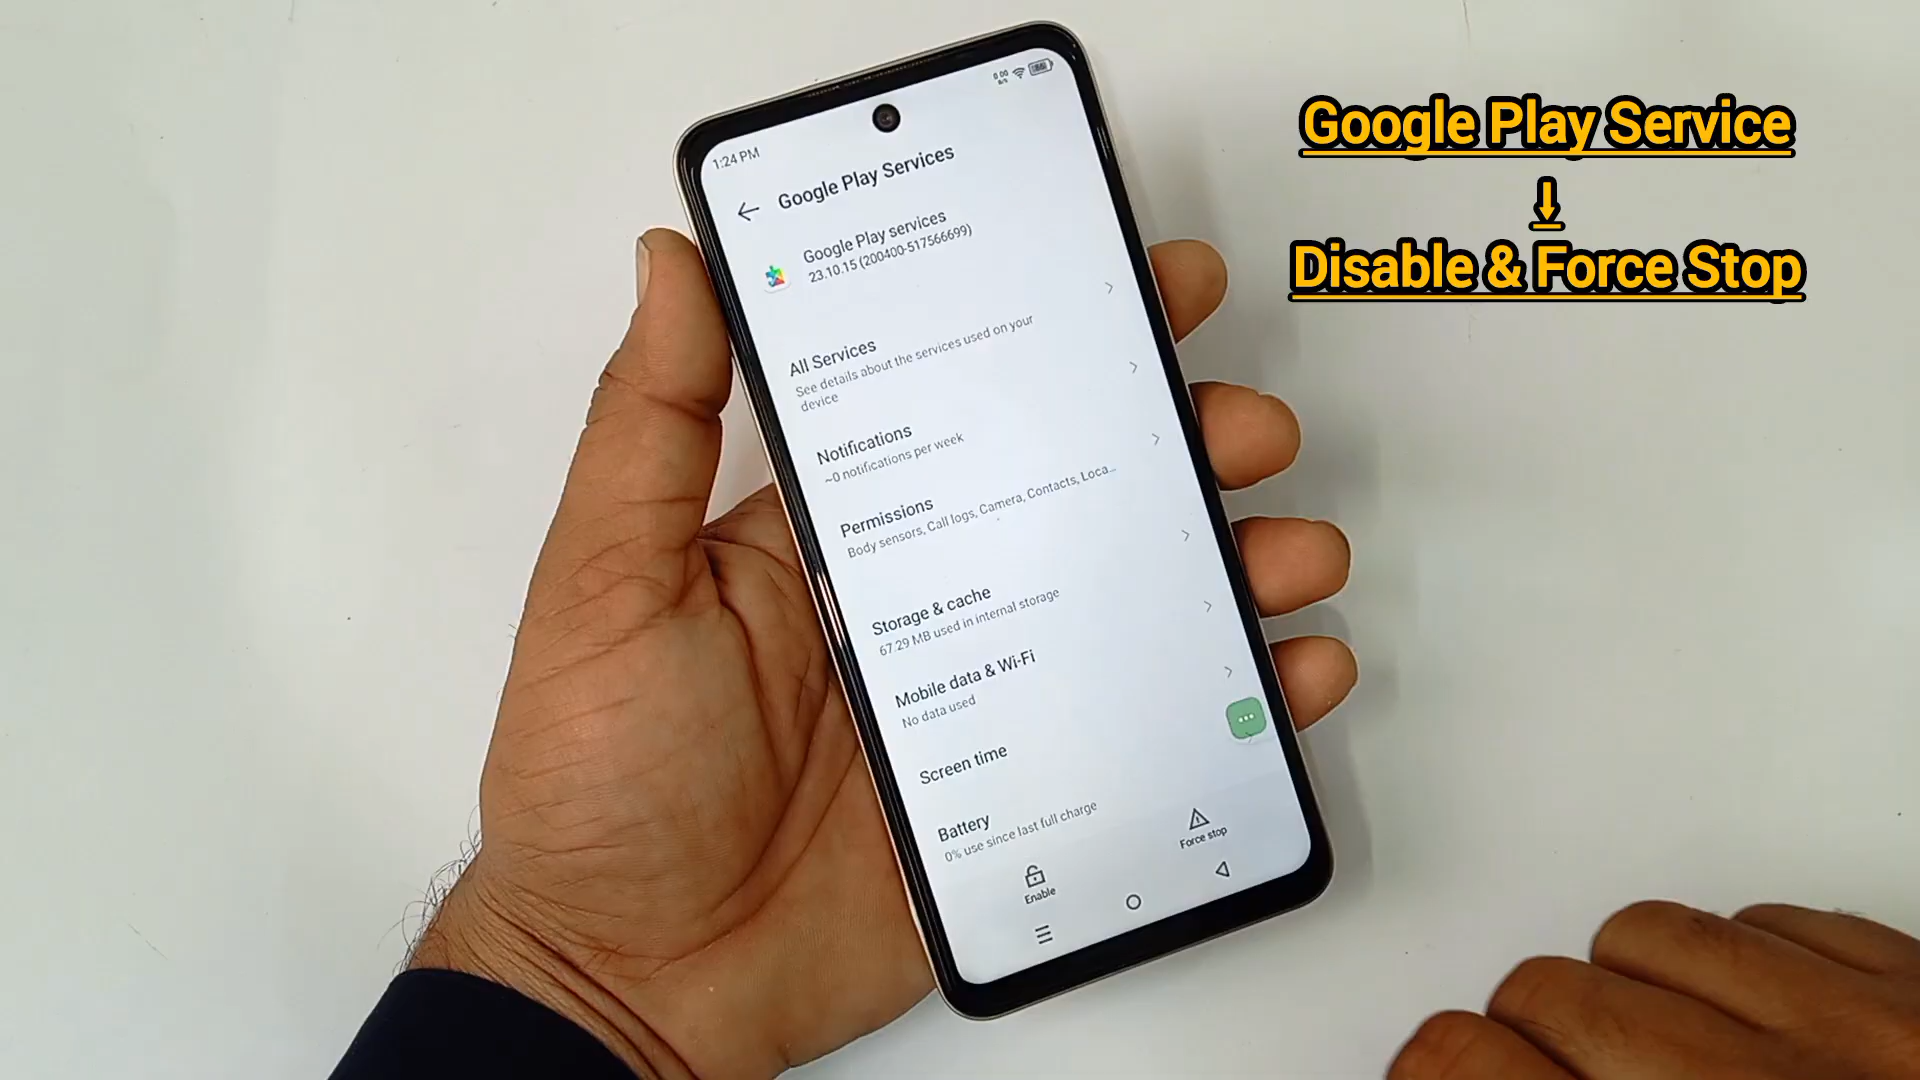 Google Play Service
Disable & Force Stop
1:24 PM
0.00
Google Play Services
Google Play services
23.10.15 (200400-517566699)
All Services
See details about the services used on your
device
Notifications
~0 notifications per week
Permissions
Body sensors, Call logs, Camera, Contacts, Loca...
Storage & cache
67.29 MB used in internal storage
Mobile data & Wi-Fi
No data used
Screen time
Battery
0% use since last full charge
Enable
Force stop